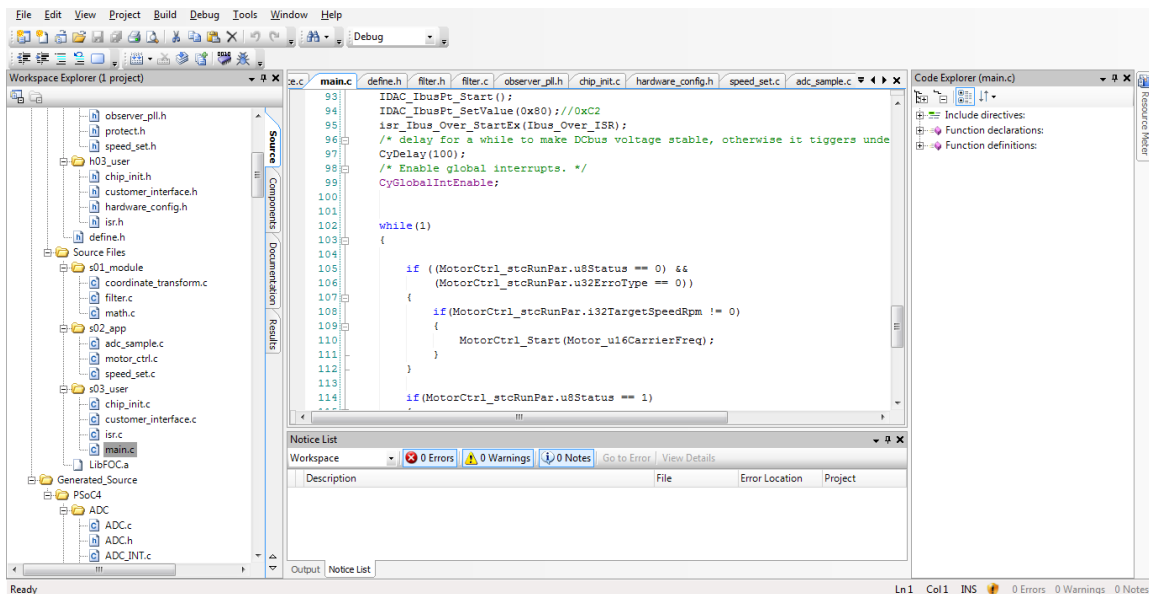 File Edit View Project Build Debug Tools Window Help
Debug
Workspace Explorer (1 project)
observer_pll.h
protect.h
speed_set.h
h03_user
chip_init.h
customer_interface.h
hardware_config.h
isr.h
define.h
Source Files
s01_module
coordinate_transform.c
filter.c
math.c
s02_app
adc_sample.c
motor_ctrl.c
speed_set.c
s03_user
chip_init.c
customer_interface.c
isr.c
main.c
LibFOC.a
Generated_Source
PSoC4
ADC
ADC.c
ADC.h
ADC_INT.c
Source
Components
Documentation
Results
ce.c main.c define.h filter.h filter.c observer_pll.h chip_init.c hardware_config.h speed_set.c adc_sample.c
93 IDAC_IbusPt_Start();
94 IDAC_IbusPt_SetValue(0x80);//0xC2
95 isr_Ibus_Over_StartEx(Ibus_Over_ISR);
96 /* delay for a while to make DCbus voltage stable, otherwise it tiggers unde
97 CyDelay(100);
98 /* Enable global interrupts. */
99 CyGlobalIntEnable;
100
101
102 while(1)
103 {
104
105 if ((MotorCtrl_stcRunPar.u8Status == 0) &&
106 (MotorCtrl_stcRunPar.u32ErroType == 0))
107 {
108 if(MotorCtrl_stcRunPar.i32TargetSpeedRpm != 0)
109 {
110 MotorCtrl_Start(Motor_u16CarrierFreq);
111 }
112 }
113
114 if(MotorCtrl_stcRunPar.u8Status == 1)
Notice List
Workspace 0 Errors 0 Warnings 0 Notes Go to Error View Details
Description File Error Location Project
Output Notice List
Code Explorer (main.c)
Include directives:
Function declarations:
Function definitions:
Resource Meter
Ready Ln 1 Col 1 INS 0 Errors 0 Warnings 0 Notes